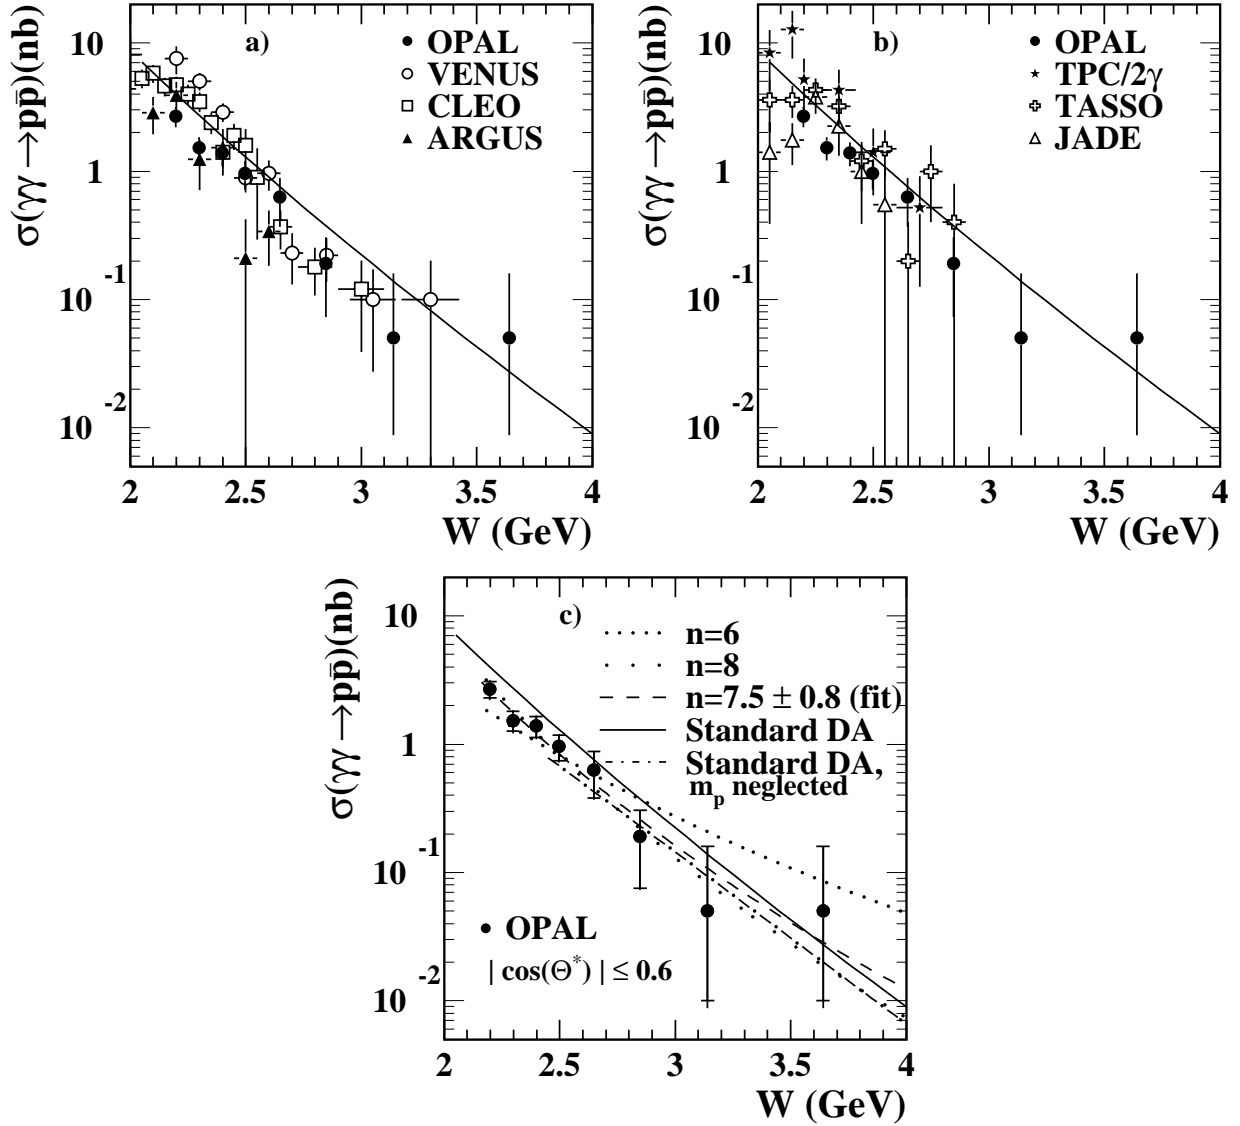 a)
σ(γγ → pp̄)(nb)
● OPAL
○ VENUS
□ CLEO
▲ ARGUS
10
1
10⁻¹
10⁻²
2 2.5 3 3.5 4
W (GeV)
b)
σ(γγ → pp̄)(nb)
● OPAL
★ TPC/2γ
✚ TASSO
△ JADE
10
1
10⁻¹
10⁻²
2 2.5 3 3.5 4
W (GeV)
c)
σ(γγ → pp̄)(nb)
n=6
n=8
n=7.5 ± 0.8 (fit)
Standard DA
Standard DA,
mₚ neglected
10
1
10⁻¹
10⁻²
● OPAL
| cos(Θ*) | ≤ 0.6
2 2.5 3 3.5 4
W (GeV)